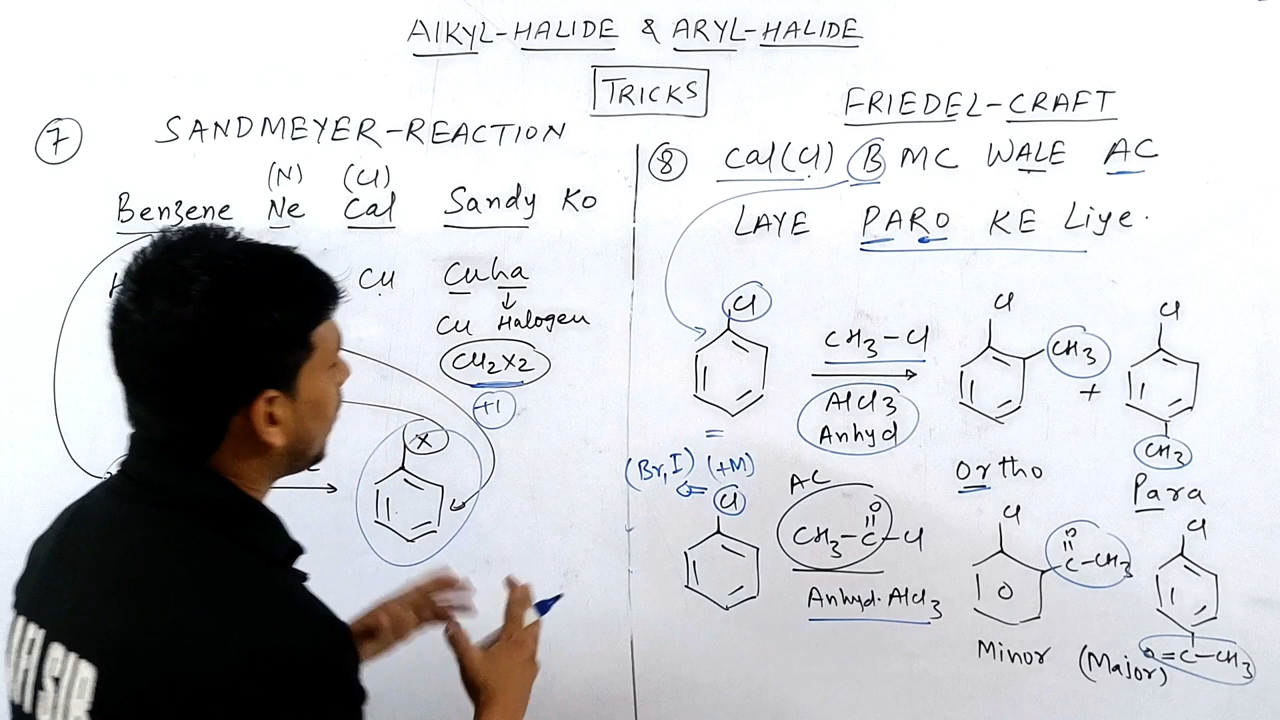 AlKYL-HALIDE & ARYL-HALIDE
TRICKS
7 SANDMEYER-REACTION
(N) (Cl)
Benzene Ne Cal Sandy Ko
Cu Cuha
↓
Cu Halogen
Cu2X2
+1
X
FRIEDEL-CRAFT
8 Cal(Cl) B MC WALE AC
LAYE PARO KE Liye.
Cl
CH3-Cl
AlCl3
Anhyd
Cl
CH3
+
Cl
CH3
=
(Br,I) (+M)
Ortho
Para
Cl
AC
O
CH3-C-Cl
Anhyd. AlCl3
Cl
O
C-CH3
Cl
O=C-CH3
Minor (Major)